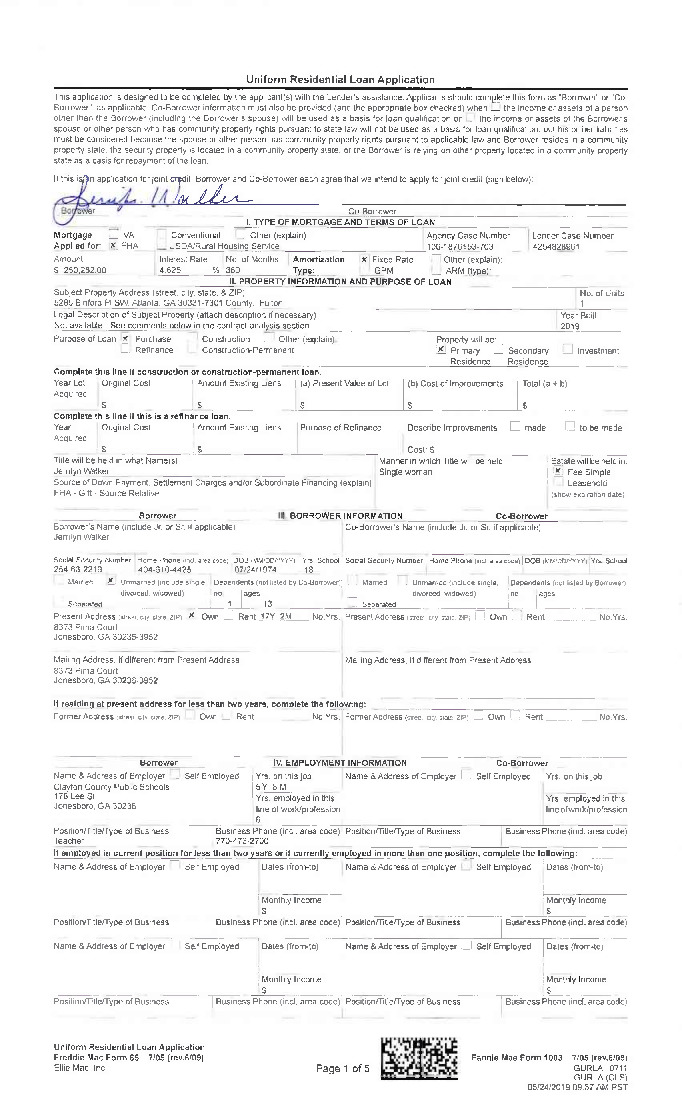 Uniform Residential Loan Application
This application is designed to be completed by the applicant(s) with the Lender's assistance. Applicants should complete this form as "Borrower" or "Co-
Borrower," as applicable. Co-Borrower information must also be provided (and the appropriate box checked) when the income or assets of a person
other than the Borrower (including the Borrower's spouse) will be used as a basis for loan qualification or the income or assets of the Borrower's
spouse or other person who has community property rights pursuant to state law will not be used as a basis for loan qualification, but his or her liabilities
must be considered because the spouse or other person has community property rights pursuant to applicable law and Borrower resides in a community
property state, the security property is located in a community property state, or the Borrower is relying on other property located in a community property
state as a basis for repayment of the loan.
If this is an application for joint credit, Borrower and Co-Borrower each agree that we intend to apply for joint credit (sign below):
Walker
Borrower Co-Borrower
I. TYPE OF MORTGAGE AND TERMS OF LOAN
Mortgage VA Conventional Other (explain): Agency Case Number Lender Case Number
Applied for: x FHA USDA/Rural Housing Service
Amount Interest Rate No. of Months Amortization x Fixed Rate Other (explain):
$ 4.625 % 360 Type: GPM ARM (type):
II. PROPERTY INFORMATION AND PURPOSE OF LOAN
Subject Property Address (street, city, state, & ZIP) No. of Units
Atlanta, GA 30331-7301 County: Fulton 1
Legal Description of Subject Property (attach description if necessary) Year Built
Not available - See comments below in the contract analysis section 2019
Purpose of Loan x Purchase Construction Other (explain): Property will be:
Refinance Construction-Permanent x Primary Residence Secondary Residence Investment
Complete this line if construction or construction-permanent loan.
Year Lot Acquired Original Cost Amount Existing Liens (a) Present Value of Lot (b) Cost of Improvements Total (a + b)
$ $ $ $ $
Complete this line if this is a refinance loan.
Year Acquired Original Cost Amount Existing Liens Purpose of Refinance Describe Improvements made to be made
$ $ Cost: $
Title will be held in what Name(s) Manner in which Title will be held Estate will be held in:
Jerrilyn Walker Single woman x Fee Simple
Source of Down Payment, Settlement Charges and/or Subordinate Financing (explain) Leasehold
FHA - Gift - Source Relative (show expiration date)
Borrower III. BORROWER INFORMATION Co-Borrower
Borrower's Name (include Jr. or Sr. if applicable) Co-Borrower's Name (include Jr. or Sr. if applicable)
Jerrilyn Walker
Social Security Number Home Phone (incl. area code) DOB (MM/DD/YYYY) Yrs. School Social Security Number Home Phone (incl. area code) DOB (MM/DD/YYYY) Yrs. School
07/24/1974 18
Married x Unmarried (include single, Dependents (not listed by Co-Borrower) Married Unmarried (include single, Dependents (not listed by Borrower)
Separated divorced, widowed) no. 1 ages 13 Separated divorced, widowed) no. ages
Present Address (street, city, state, ZIP) x Own Rent 17Y 2M No.Yrs. Present Address (street, city, state, ZIP) Own Rent No.Yrs.
8373 Pima Court
Jonesboro, GA 30236-3952
Mailing Address, if different from Present Address Mailing Address, if different from Present Address
8373 Pima Court
Jonesboro, GA 30236-3952
If residing at present address for less than two years, complete the following:
Former Address (street, city, state, ZIP) Own Rent No.Yrs. Former Address (street, city, state, ZIP) Own Rent No.Yrs.
Borrower IV. EMPLOYMENT INFORMATION Co-Borrower
Name & Address of Employer Self Employed Yrs. on this job Name & Address of Employer Self Employed Yrs. on this job
Clayton County Public Schools
Jonesboro, GA 30236 Yrs. employed in this line of work/profession Yrs. employed in this line of work/profession
6
Position/Title/Type of Business Business Phone (incl. area code) Position/Title/Type of Business Business Phone (incl. area code)
Teacher 770-473-2700
If employed in current position for less than two years or if currently employed in more than one position, complete the following:
Name & Address of Employer Self Employed Dates (from-to) Name & Address of Employer Self Employed Dates (from-to)
Monthly Income Monthly Income
$ $
Position/Title/Type of Business Business Phone (incl. area code) Position/Title/Type of Business Business Phone (incl. area code)
Name & Address of Employer Self Employed Dates (from-to) Name & Address of Employer Self Employed Dates (from-to)
Monthly Income Monthly Income
$ $
Position/Title/Type of Business Business Phone (incl. area code) Position/Title/Type of Business Business Phone (incl. area code)
Uniform Residential Loan Application
Freddie Mac Form 65 7/05 (rev.6/09) Fannie Mae Form 1003 7/05 (rev.6/09)
Ellie Mae, Inc. Page 1 of 5 GURLA 0711
GURLA (CLS)
05/24/2019 09:37 AM PST